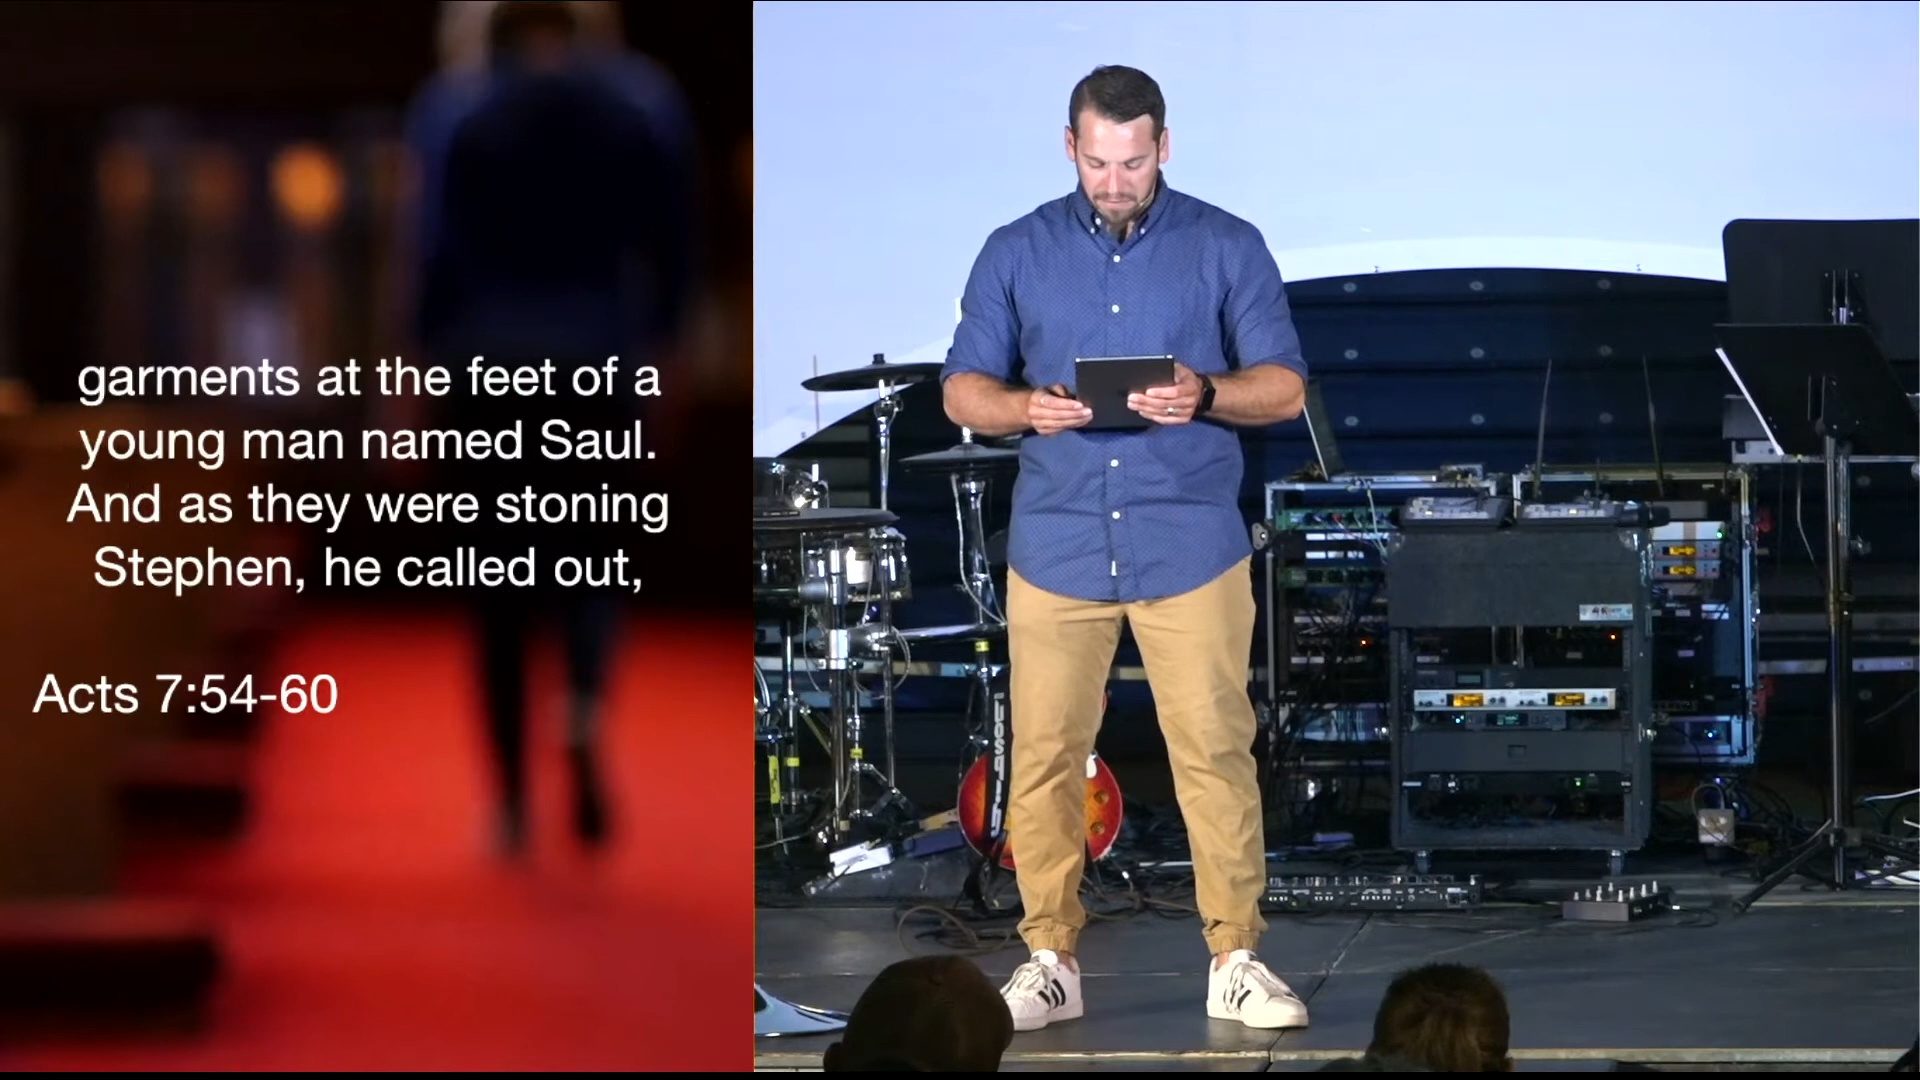 garments at the feet of a
young man named Saul.
And as they were stoning
Stephen, he called out,
Acts 7:54-60